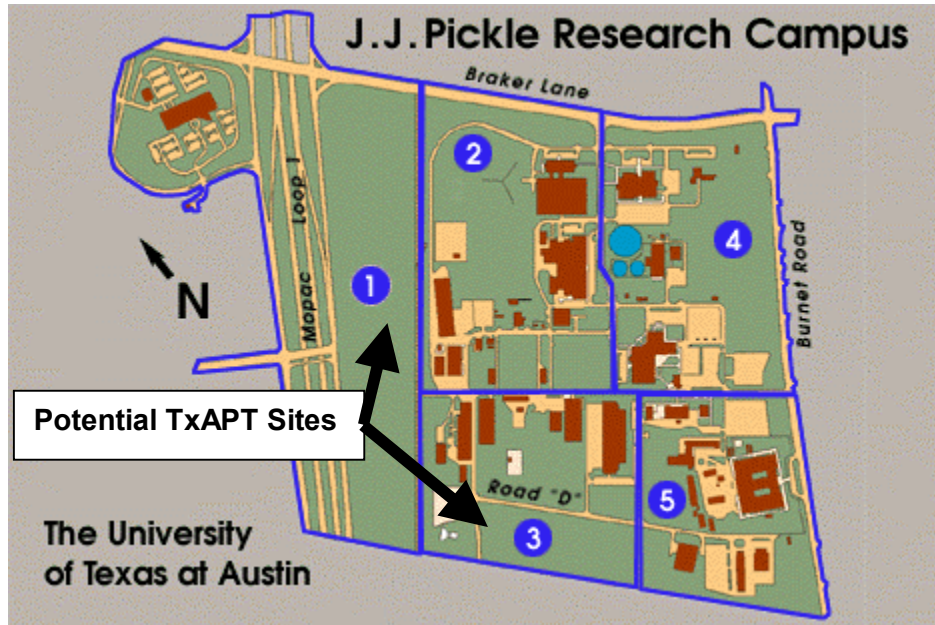 J.J. Pickle Research Campus
Braker Lane
2
Mopac Loop 1
4
Burnet Road
1
N
Potential TxAPT Sites
Road "D"
5
3
The University
of Texas at Austin